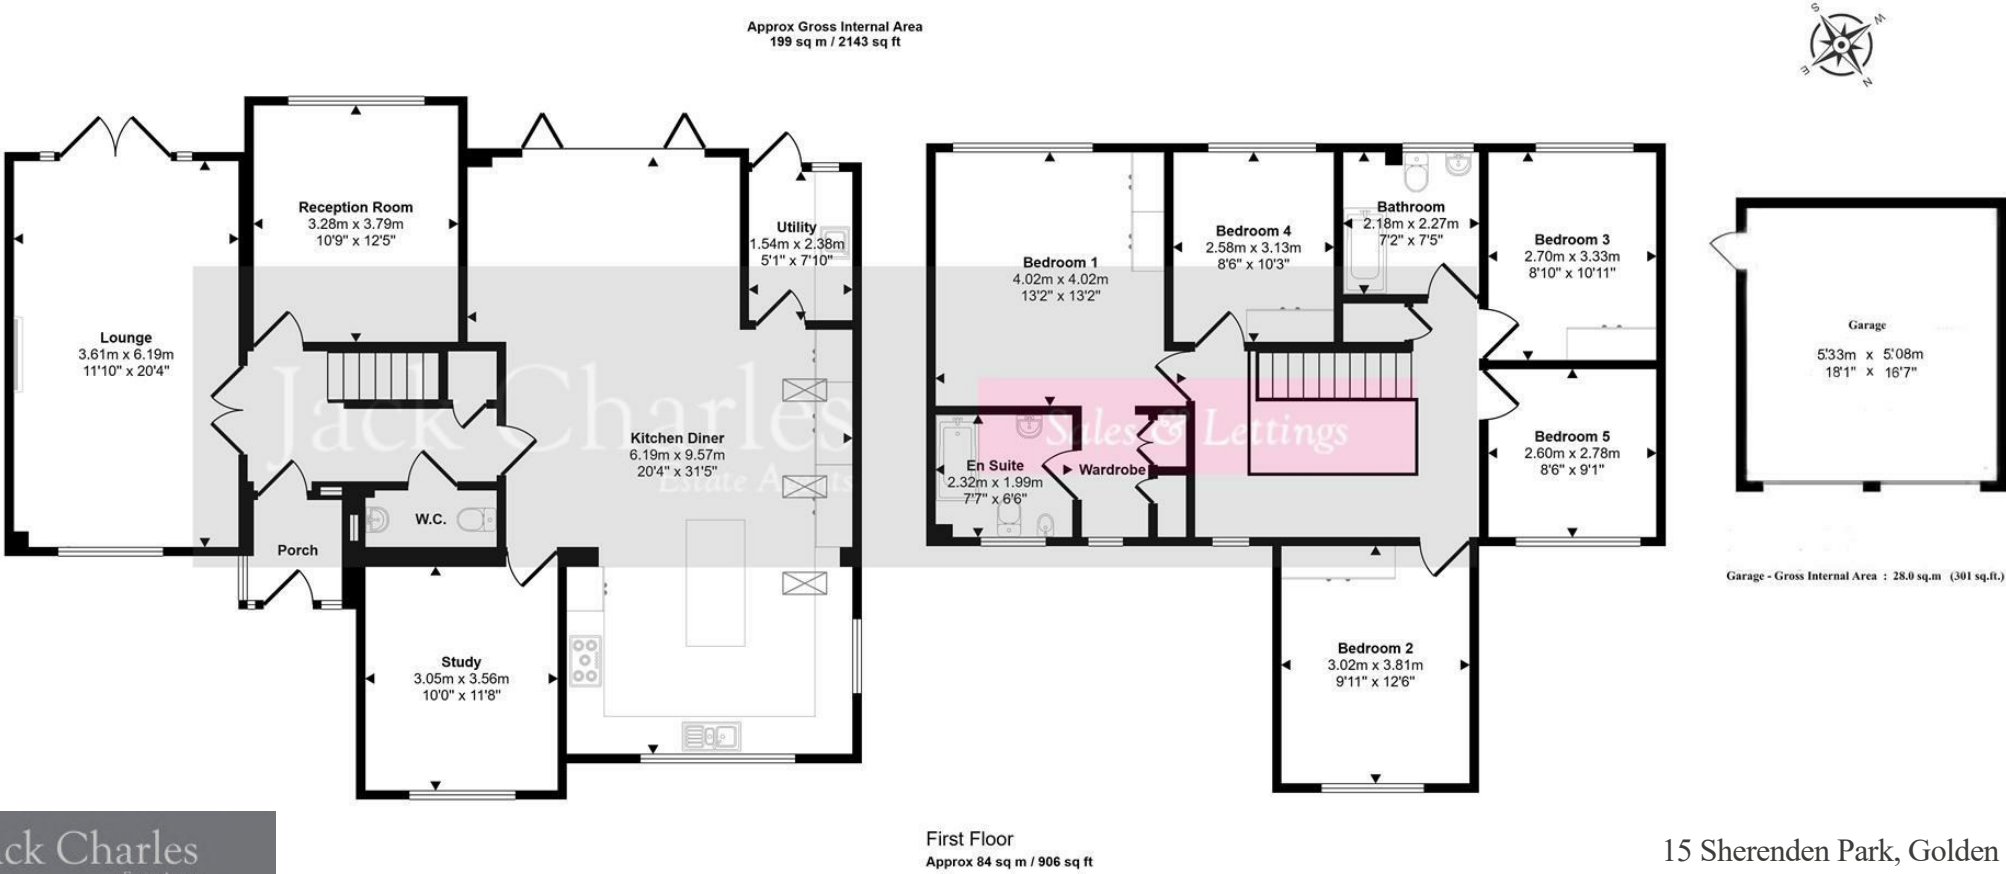 Approx Gross Internal Area
199 sq m / 2143 sq ft
S
W
E
N
Reception Room
3.28m x 3.79m
10'9" x 12'5"
Utility
1.54m x 2.38m
5'1" x 7'10"
Lounge
3.61m x 6.19m
11'10" x 20'4"
Kitchen Diner
6.19m x 9.57m
20'4" x 31'5"
W.C.
Porch
Study
3.05m x 3.56m
10'0" x 11'8"
Bedroom 1
4.02m x 4.02m
13'2" x 13'2"
Bedroom 4
2.58m x 3.13m
8'6" x 10'3"
Bathroom
2.18m x 2.27m
7'2" x 7'5"
Bedroom 3
2.70m x 3.33m
8'10" x 10'11"
Bedroom 5
2.60m x 2.78m
8'6" x 9'1"
En Suite
2.32m x 1.99m
7'7" x 6'6"
Wardrobe
Bedroom 2
3.02m x 3.81m
9'11" x 12'6"
Garage
5'33m x 5'08m
18'1" x 16'7"
Garage - Gross Internal Area : 28.0 sq.m (301 sq.ft.)
Jack Charles
Estate Agents
Sales & Lettings
ck Charles
First Floor
Approx 84 sq m / 906 sq ft
15 Sherenden Park, Golden